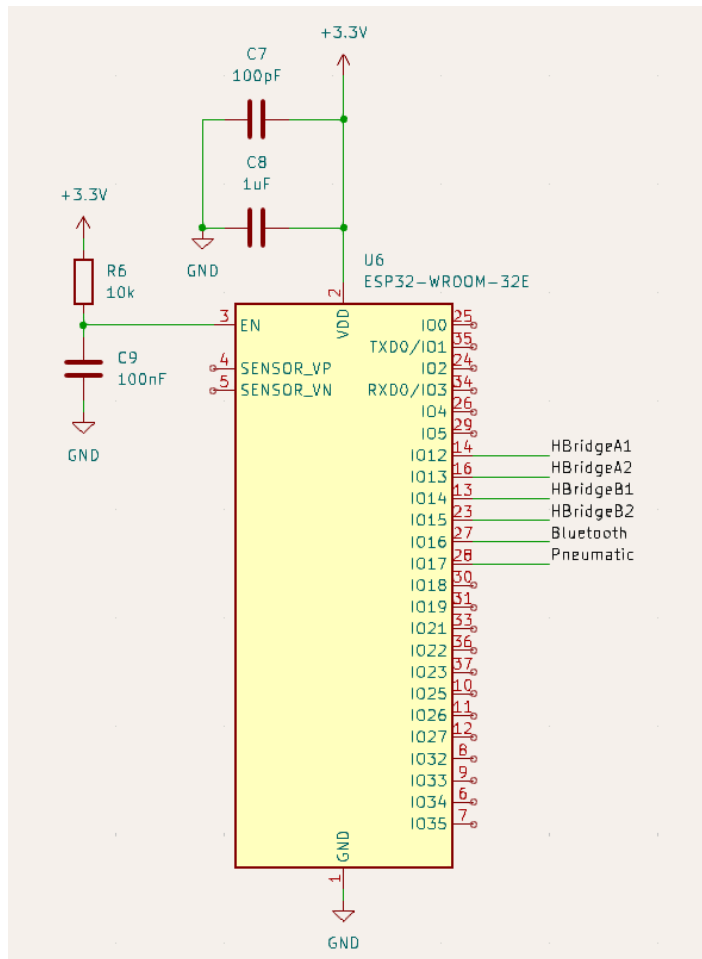 +3.3V
C7
100pF
C8
1uF
+3.3V
GND
R6
10k
U6
ESP32-WROOM-32E
2
VDD
3 EN
C9
100nF
GND
4 SENSOR_VP
5 SENSOR_VN
IO0 25
TXD0/IO1 35
IO2 24
RXD0/IO3 34
IO4 26
IO5 29
IO12 14 HBridgeA1
IO13 16 HBridgeA2
IO14 13 HBridgeB1
IO15 23 HBridgeB2
IO16 27 Bluetooth
IO17 28 Pneumatic
IO18 30
IO19 31
IO21 33
IO22 36
IO23 37
IO25 10
IO26 11
IO27 12
IO32 8
IO33 9
IO34 6
IO35 7
GND
1
GND